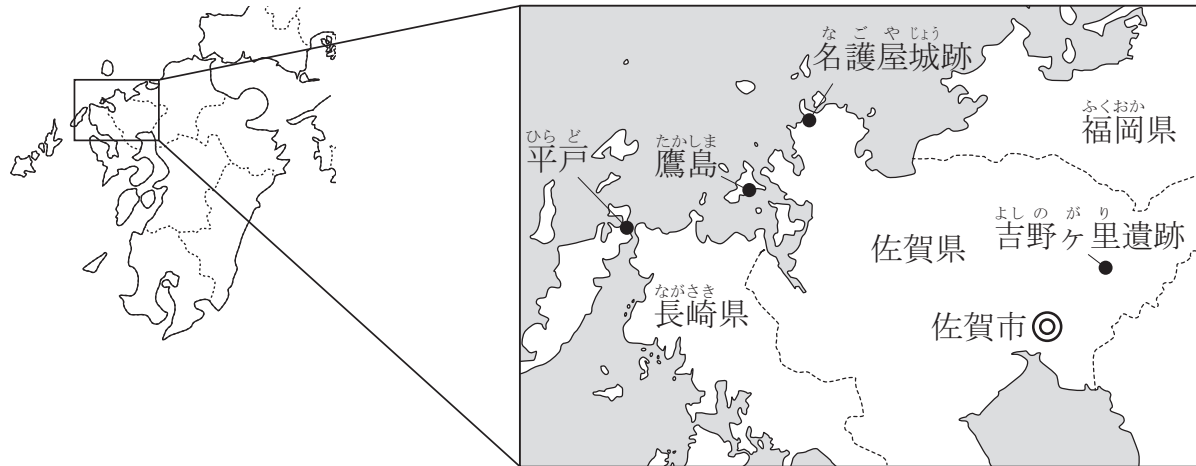 名護屋城跡
なごやじょう
福岡県
ふくおか
平戸
ひらど
鷹島
たかしま
佐賀県
吉野ヶ里遺跡
よしのがり
長崎県
ながさき
佐賀市